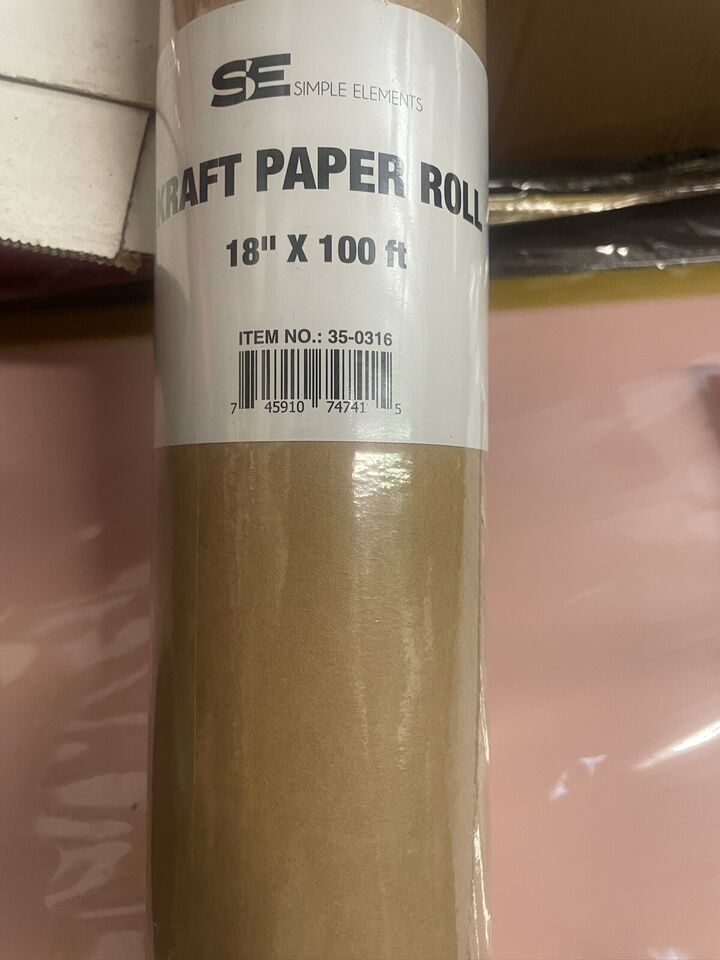 SE SIMPLE ELEMENTS
KRAFT PAPER ROLL
18" X 100 ft
ITEM NO.: 35-0316
7 45910 74741 5